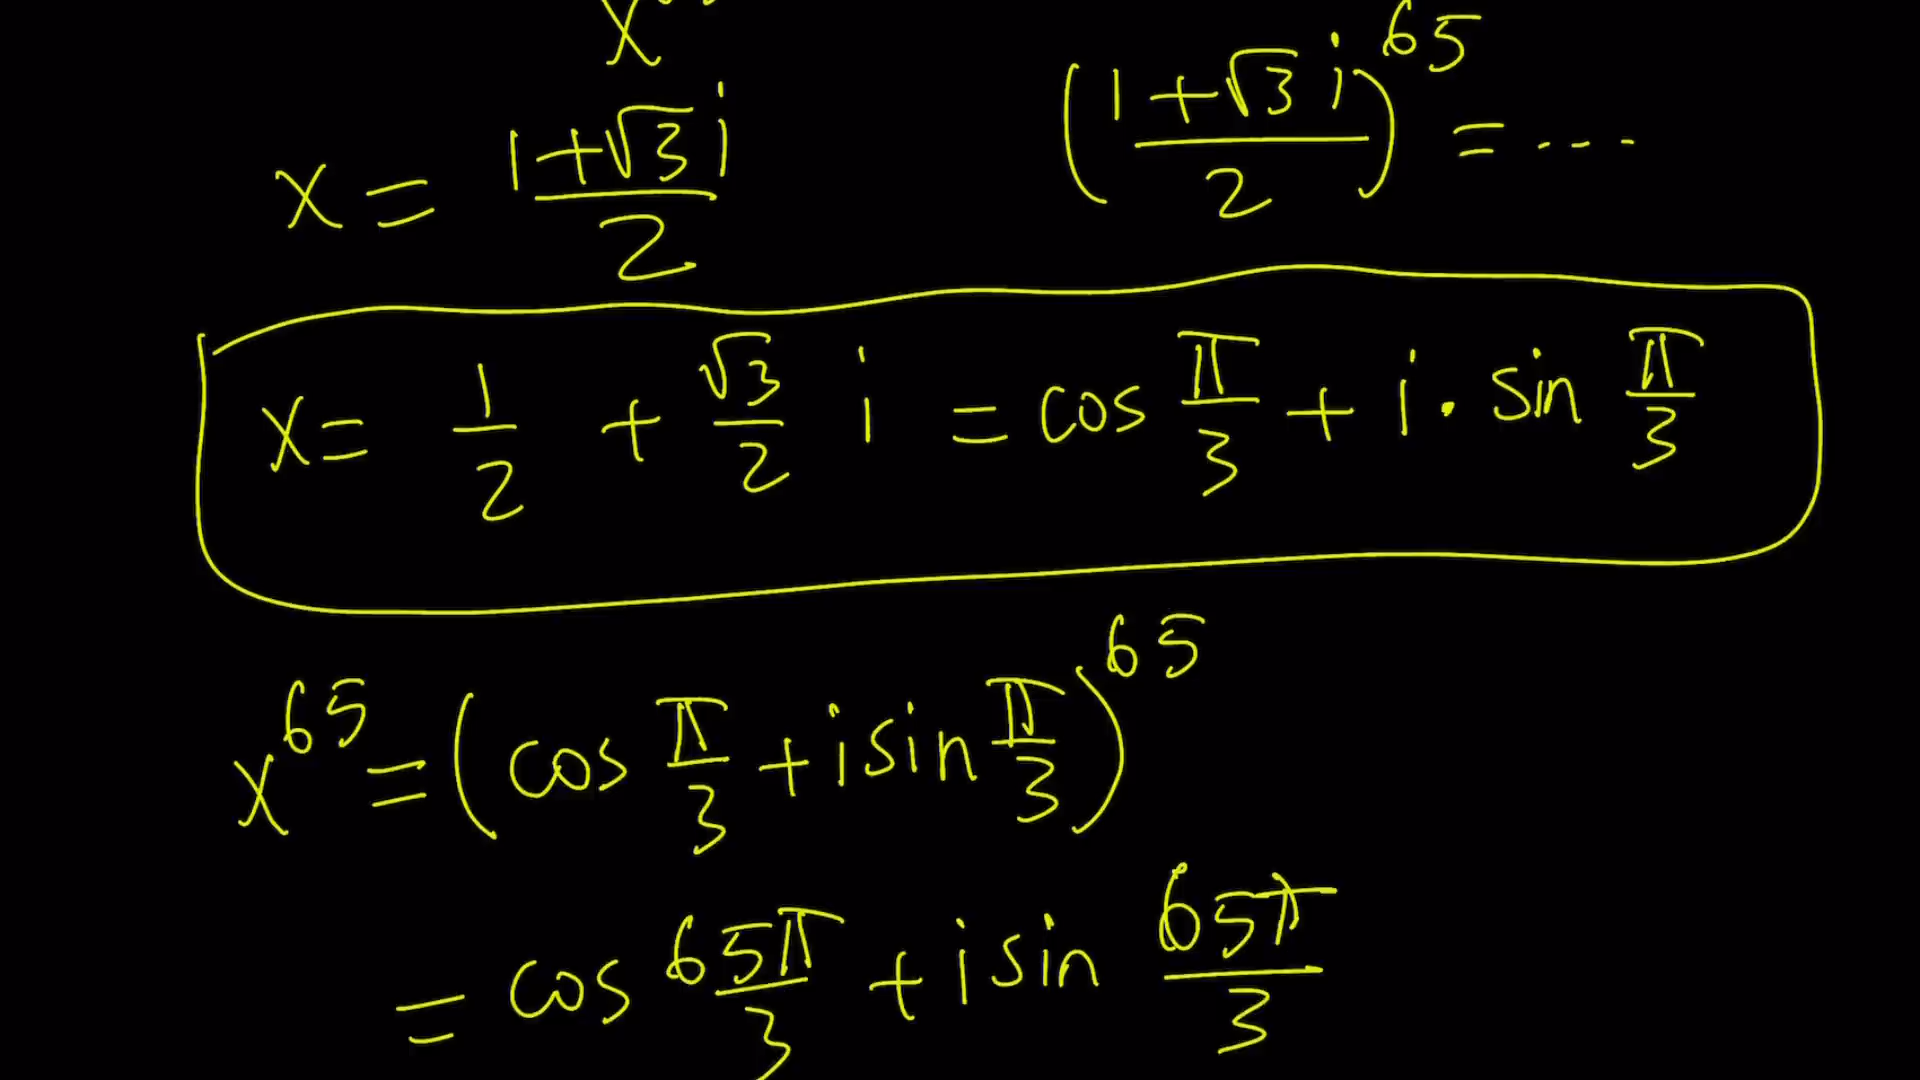 (1+√3 i / 2)^65 = ...
x = 1+√3 i / 2
x = 1/2 + √3/2 i = cos π/3 + i · sin π/3
x^65 = (cos π/3 + i sin π/3)^65
= cos 65π/3 + i sin 65π/3